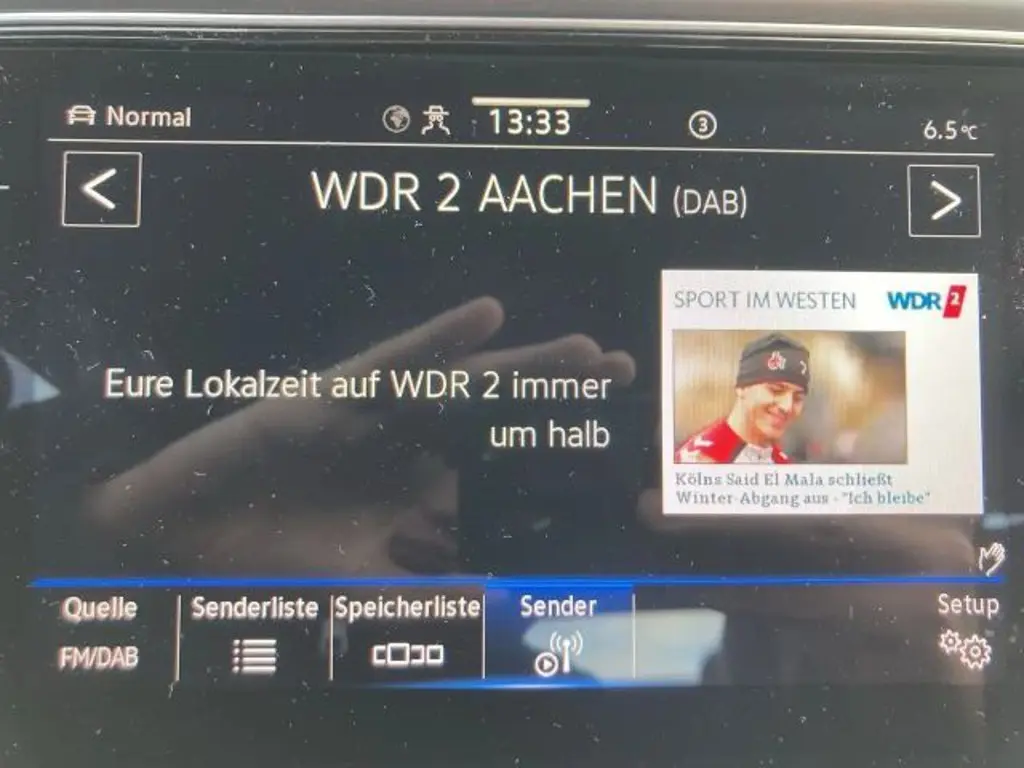 Normal
13:33
3
6.5°C
< WDR 2 AACHEN (DAB) >
SPORT IM WESTEN
WDR 2
Eure Lokalzeit auf WDR 2 immer
um halb
Kölns Said El Mala schließt
Winter-Abgang aus - "Ich bleibe"
Quelle
FM/DAB
Senderliste
Speicherliste
Sender
Setup